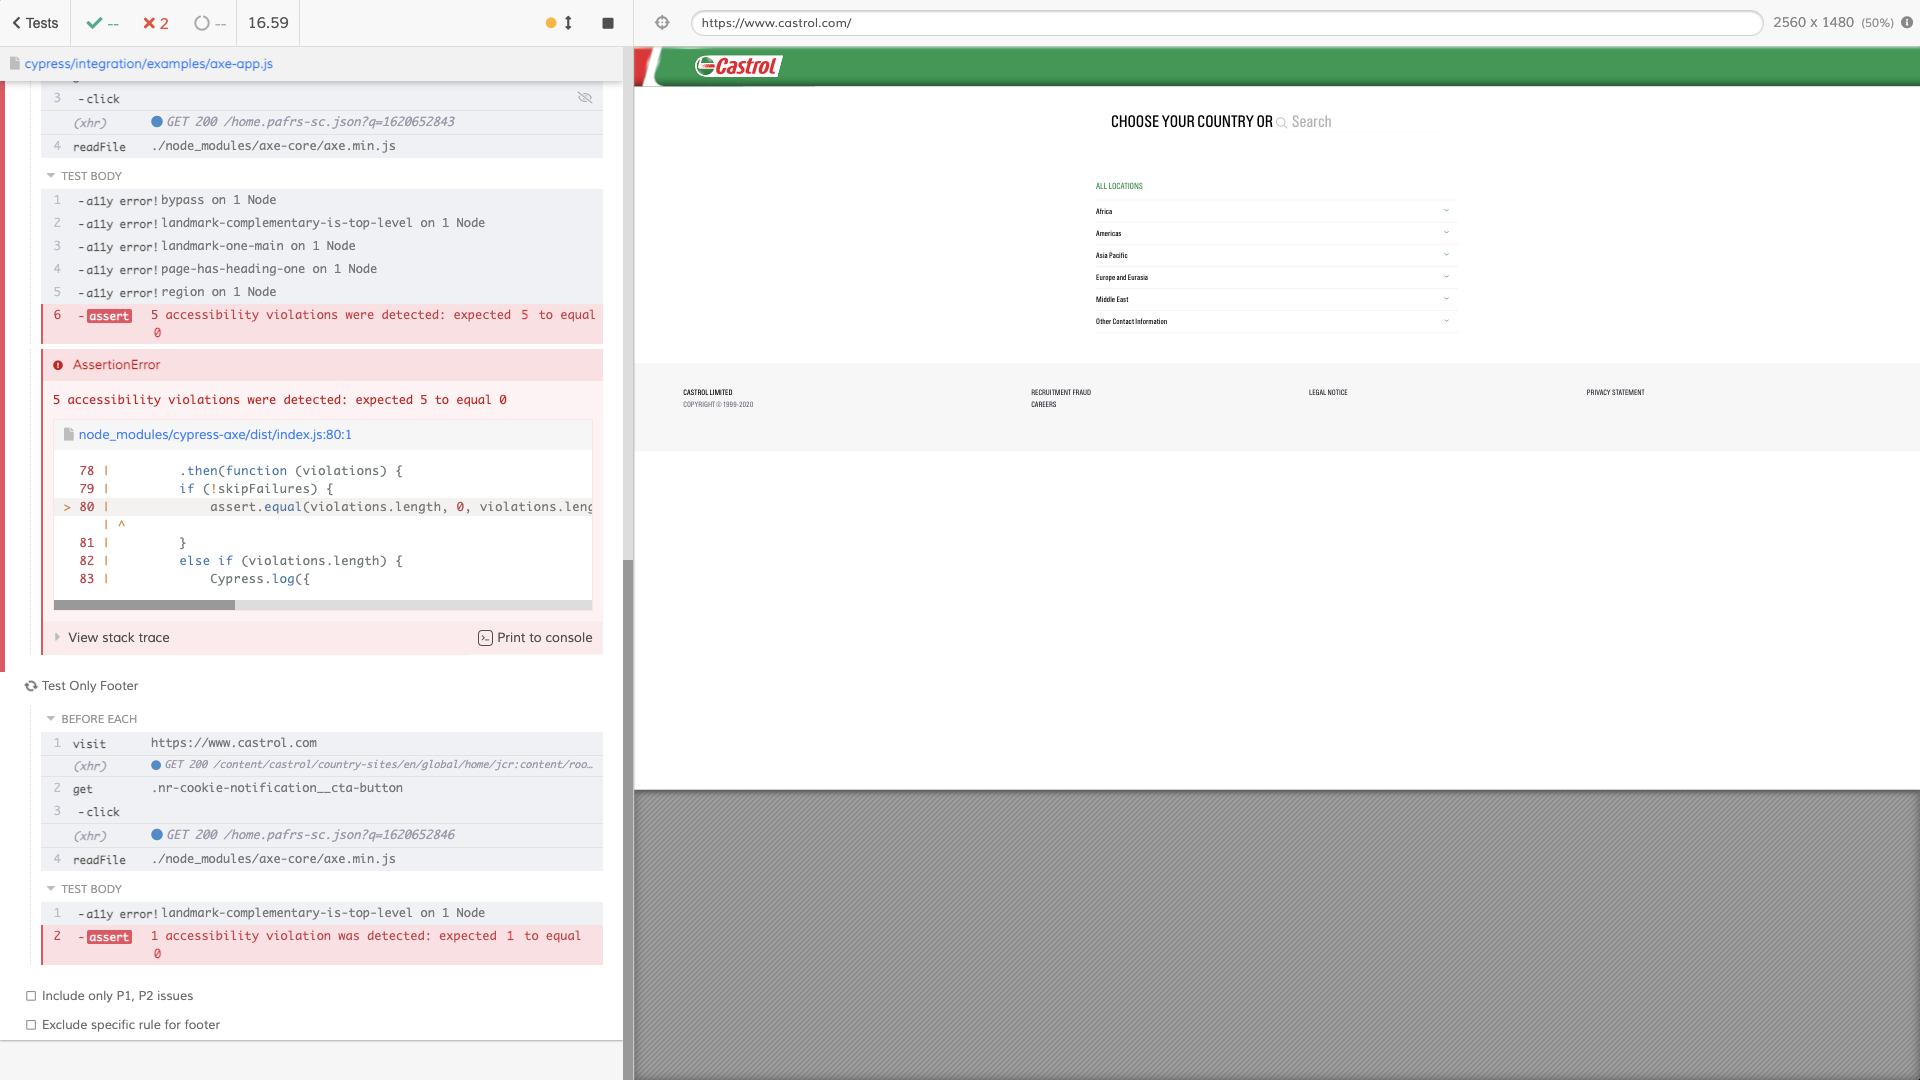 Tests
--
2
--
16.59
cypress/integration/examples/axe-app.js
3 -click
(xhr) GET 200 /home.pafrs-sc.json?q=1620652843
4 readFile ./node_modules/axe-core/axe.min.js
TEST BODY
1 -a11y error! bypass on 1 Node
2 -a11y error! landmark-complementary-is-top-level on 1 Node
3 -a11y error! landmark-one-main on 1 Node
4 -a11y error! page-has-heading-one on 1 Node
5 -a11y error! region on 1 Node
6 -assert 5 accessibility violations were detected: expected 5 to equal
0
AssertionError
5 accessibility violations were detected: expected 5 to equal 0
node_modules/cypress-axe/dist/index.js:80:1
78 | .then(function (violations) {
79 | if (!skipFailures) {
> 80 | assert.equal(violations.length, 0, violations.leng
| ^
81 | }
82 | else if (violations.length) {
83 | Cypress.log({
View stack trace
Print to console
Test Only Footer
BEFORE EACH
1 visit https://www.castrol.com
(xhr) GET 200 /content/castrol/country-sites/en/global/home/jcr:content/roo…
2 get .nr-cookie-notification__cta-button
3 -click
(xhr) GET 200 /home.pafrs-sc.json?q=1620652846
4 readFile ./node_modules/axe-core/axe.min.js
TEST BODY
1 -a11y error! landmark-complementary-is-top-level on 1 Node
2 -assert 1 accessibility violation was detected: expected 1 to equal
0
Include only P1, P2 issues
Exclude specific rule for footer
https://www.castrol.com/
2560 x 1480 (50%)
Castrol
CHOOSE YOUR COUNTRY OR Search
ALL LOCATIONS
Africa
Americas
Asia Pacific
Europe and Eurasia
Middle East
Other Contact Information
CASTROL LIMITED
COPYRIGHT © 1999-2020
RECRUITMENT FRAUD
CAREERS
LEGAL NOTICE
PRIVACY STATEMENT